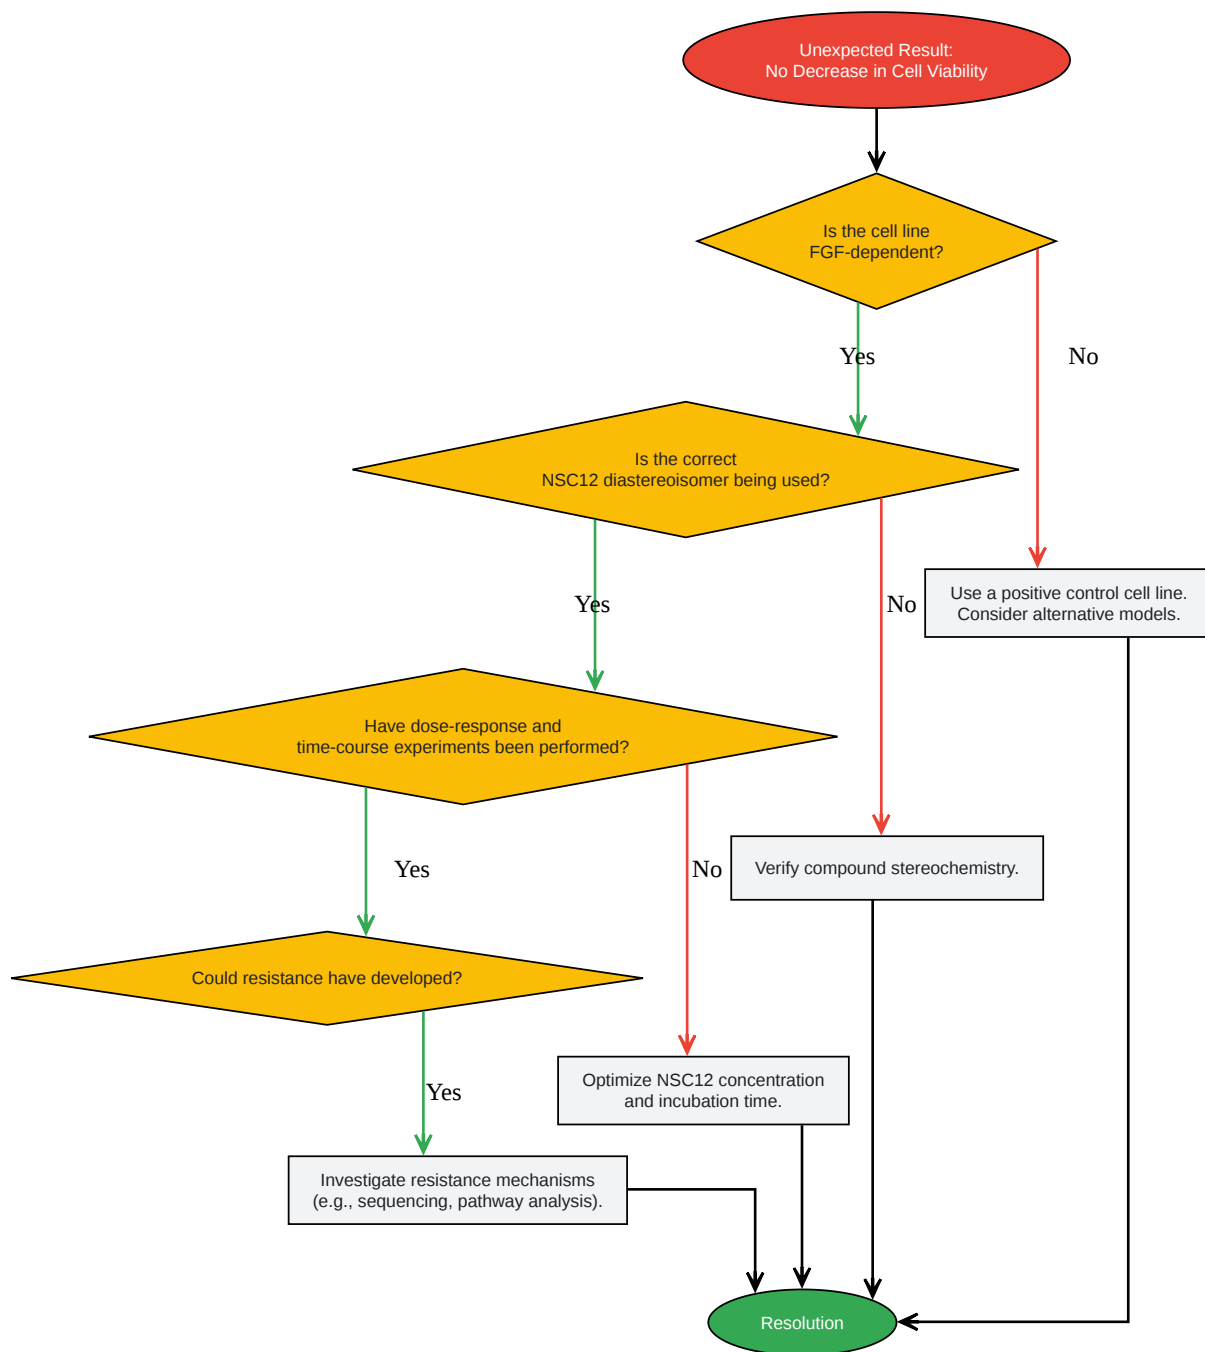 Unexpected Result:
No Decrease in Cell Viability
Is the cell line
FGF-dependent?
Yes
No
Is the correct
NSC12 diastereoisomer being used?
Yes
No
Use a positive control cell line.
Consider alternative models.
Have dose-response and
time-course experiments been performed?
Yes
No
Verify compound stereochemistry.
Could resistance have developed?
Yes
Optimize NSC12 concentration
and incubation time.
Investigate resistance mechanisms
(e.g., sequencing, pathway analysis).
Resolution